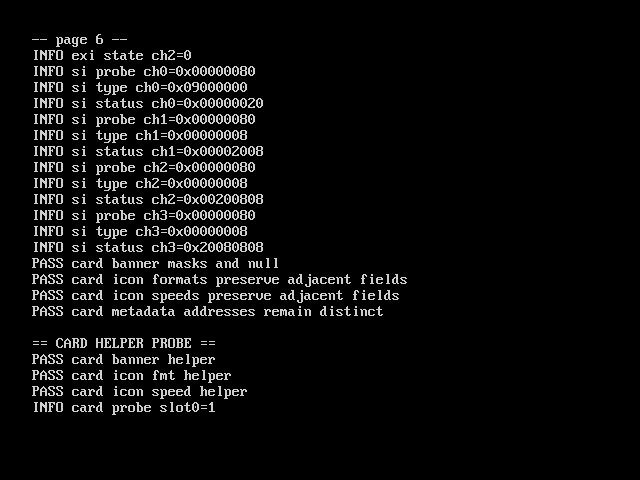 -- page 6 --
INFO exi state ch2=0
INFO si probe ch0=0x00000080
INFO si type ch0=0x09000000
INFO si status ch0=0x00000020
INFO si probe ch1=0x00000080
INFO si type ch1=0x00000008
INFO si status ch1=0x00002008
INFO si probe ch2=0x00000080
INFO si type ch2=0x00000008
INFO si status ch2=0x00200808
INFO si probe ch3=0x00000080
INFO si type ch3=0x00000008
INFO si status ch3=0x20080808
PASS card banner masks and null
PASS card icon formats preserve adjacent fields
PASS card icon speeds preserve adjacent fields
PASS card metadata addresses remain distinct
== CARD HELPER PROBE ==
PASS card banner helper
PASS card icon fmt helper
PASS card icon speed helper
INFO card probe slot0=1